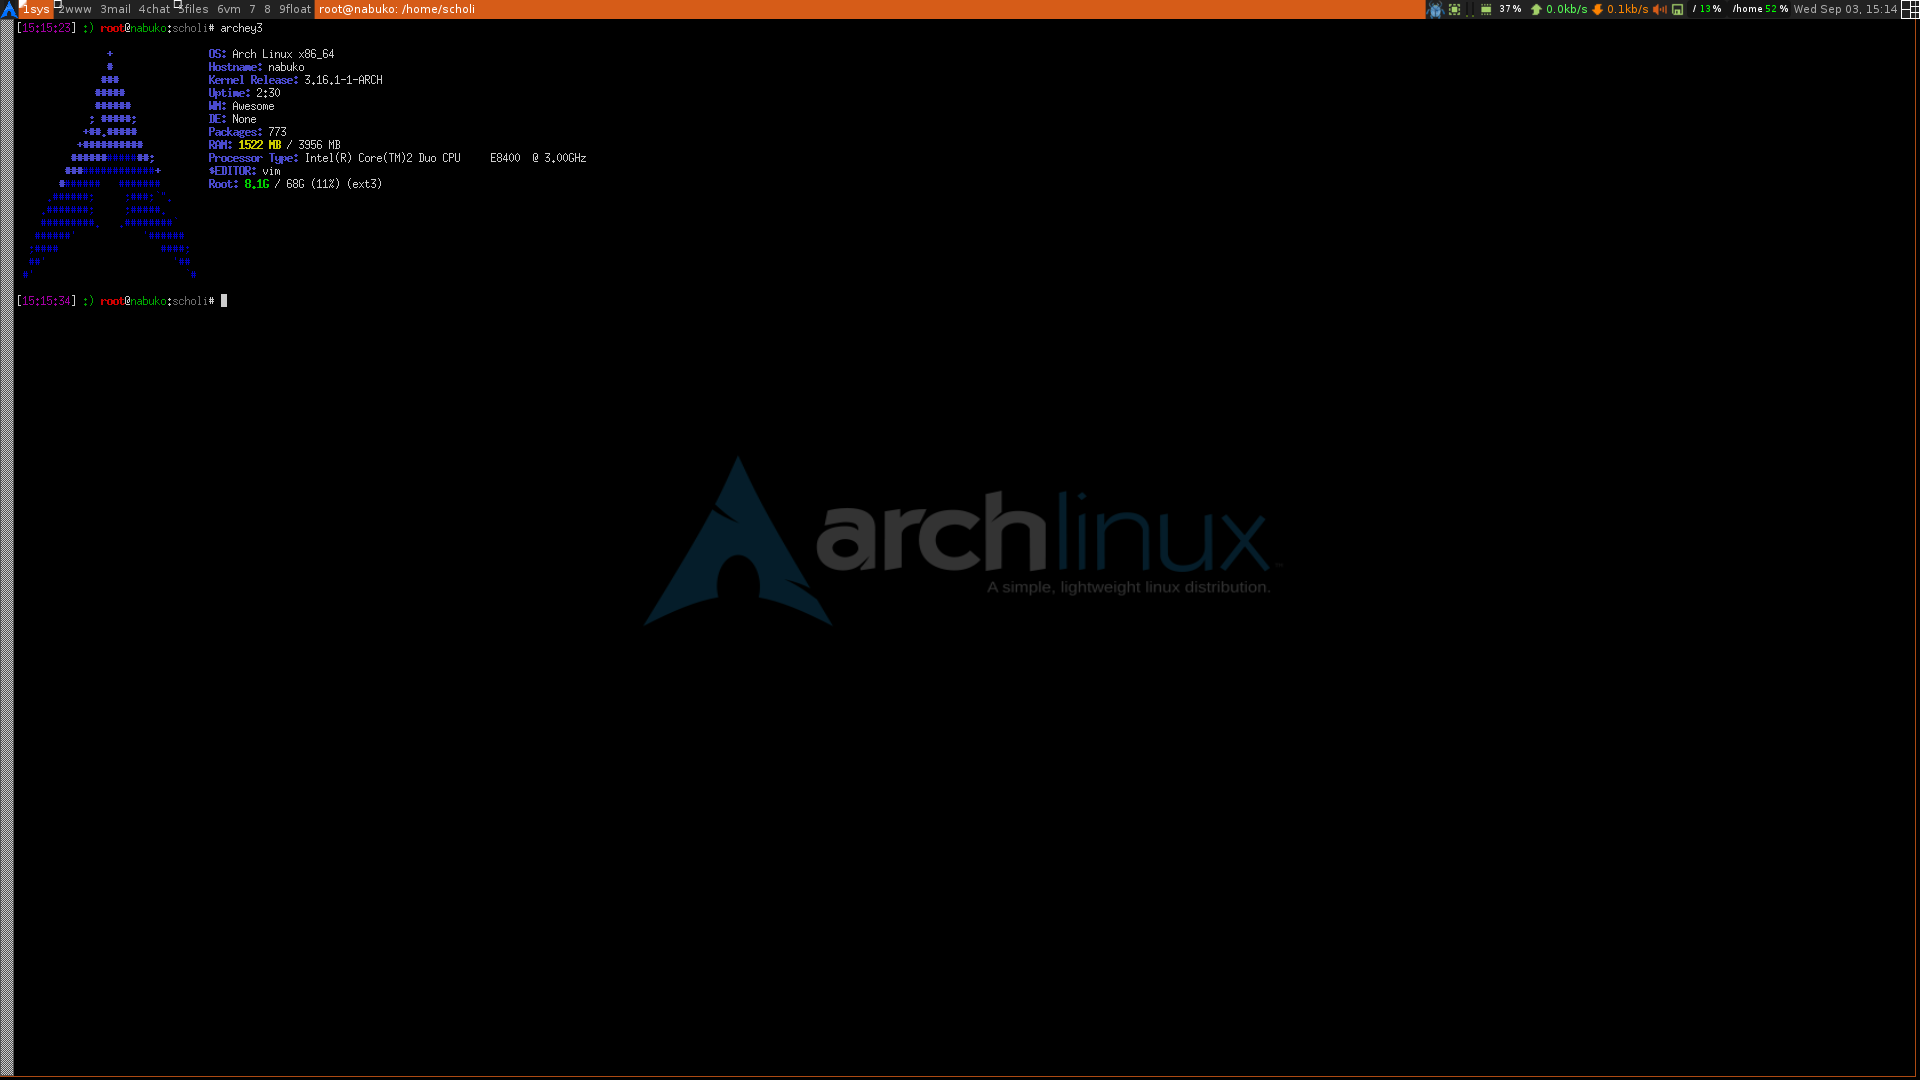 1sys 2www 3mail 4chat 5files 6vm 7 8 9float root@nabuko: /home/scholi 37% 0.0kb/s 0.1kb/s / 13% /home 52 % Wed Sep 03, 15:14
[15:15:23] :) root@nabuko:scholi# archey3
OS: Arch Linux x86_64
Hostname: nabuko
Kernel Release: 3.16.1-1-ARCH
Uptime: 2:30
WM: Awesome
DE: None
Packages: 773
RAM: 1522 MB / 3956 MB
Processor Type: Intel(R) Core(TM)2 Duo CPU     E8400  @ 3.00GHz
$EDITOR: vim
Root: 8.1G / 68G (11%) (ext3)
[15:15:34] :) root@nabuko:scholi#
archlinux
A simple, lightweight linux distribution.